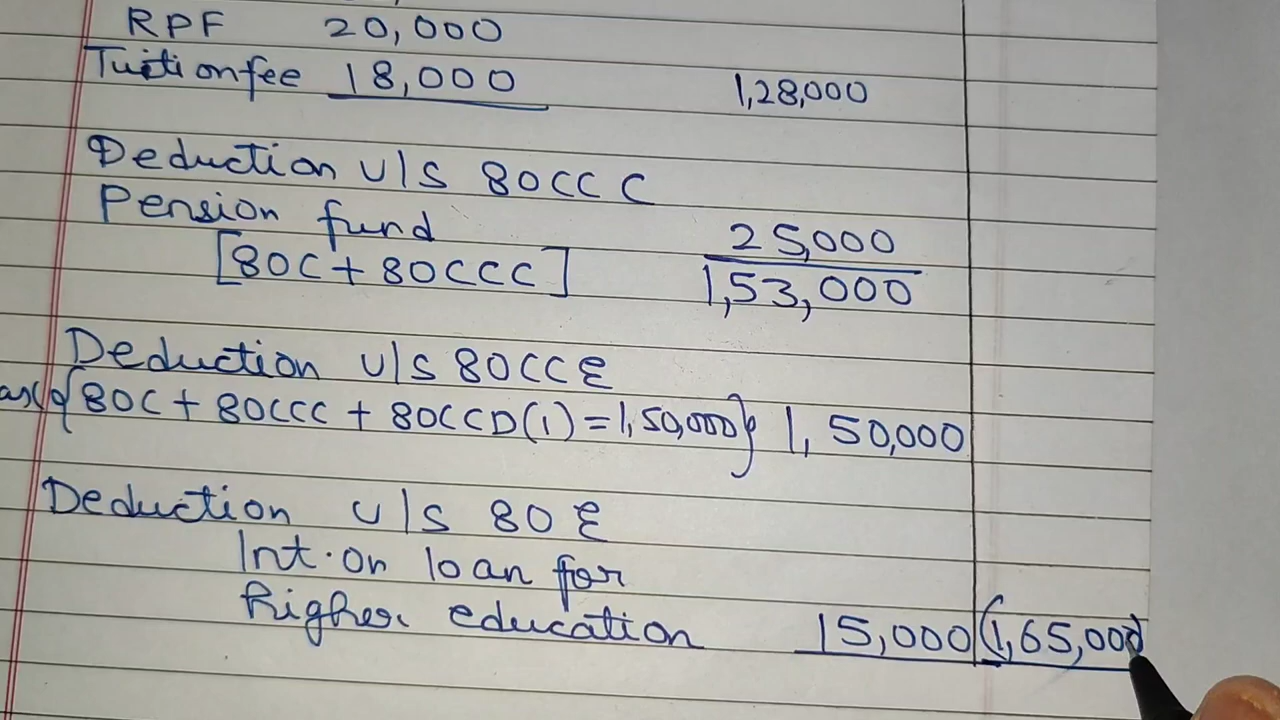 RPF 20,000
Tuition fee 18,000 1,28,000
Deduction U/S 80CCC
Pension fund 25,000
[80C + 80CCC] 1,53,000
Deduction U/S 80CCE
{80C + 80CCC + 80CCD(1) = 1,50,000} 1,50,000
Deduction U/S 80E
Int. on loan for
higher education 15,000 (1,65,000)